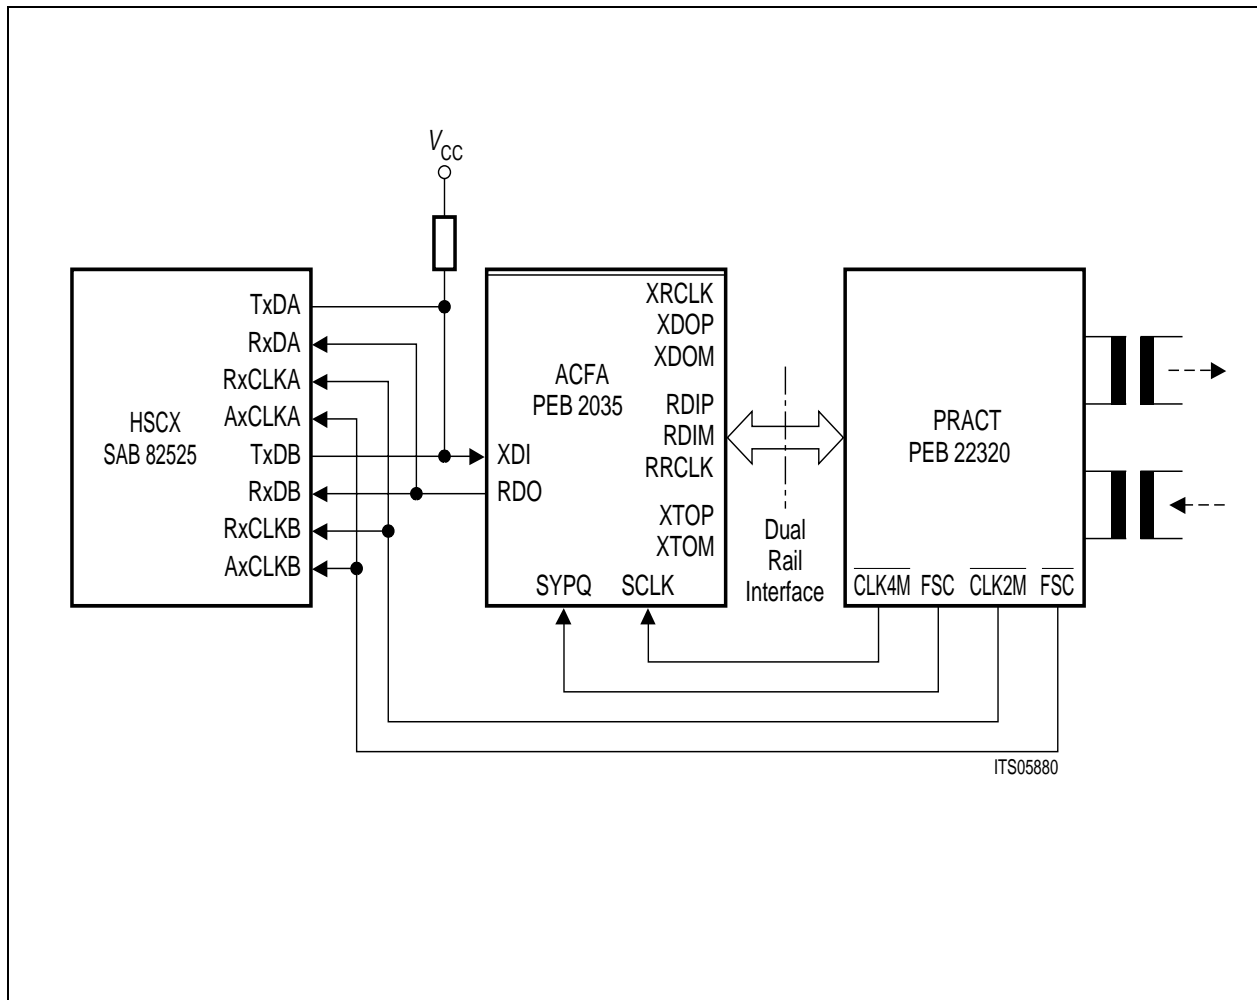 VCC
TxDA
RxDA
RxCLKA
AxCLKA
TxDB
RxDB
RxCLKB
AxCLKB
HSCX
SAB 82525
ACFA
PEB 2035
XDI
RDO
SYPQ
SCLK
XRCLK
XDOP
XDOM
RDIP
RDIM
RRCLK
XTOP
XTOM
Dual
Rail
Interface
PRACT
PEB 22320
CLK4M FSC CLK2M FSC
ITS05880